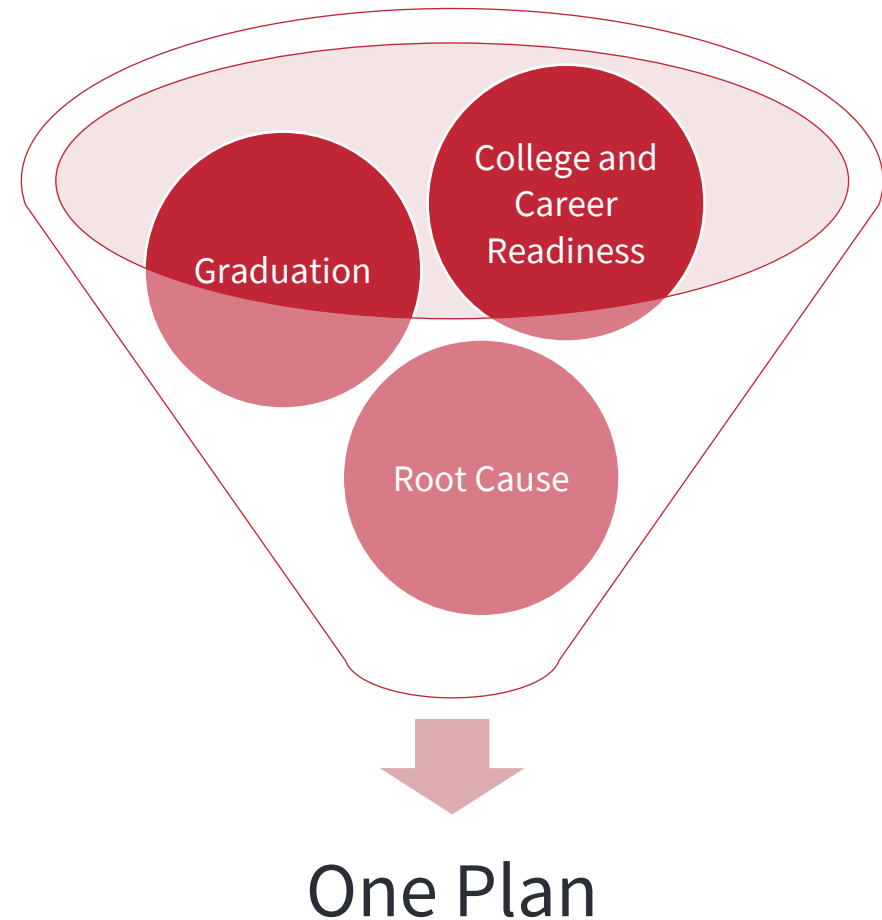 College and
Career
Readiness
Graduation
Root Cause
One Plan